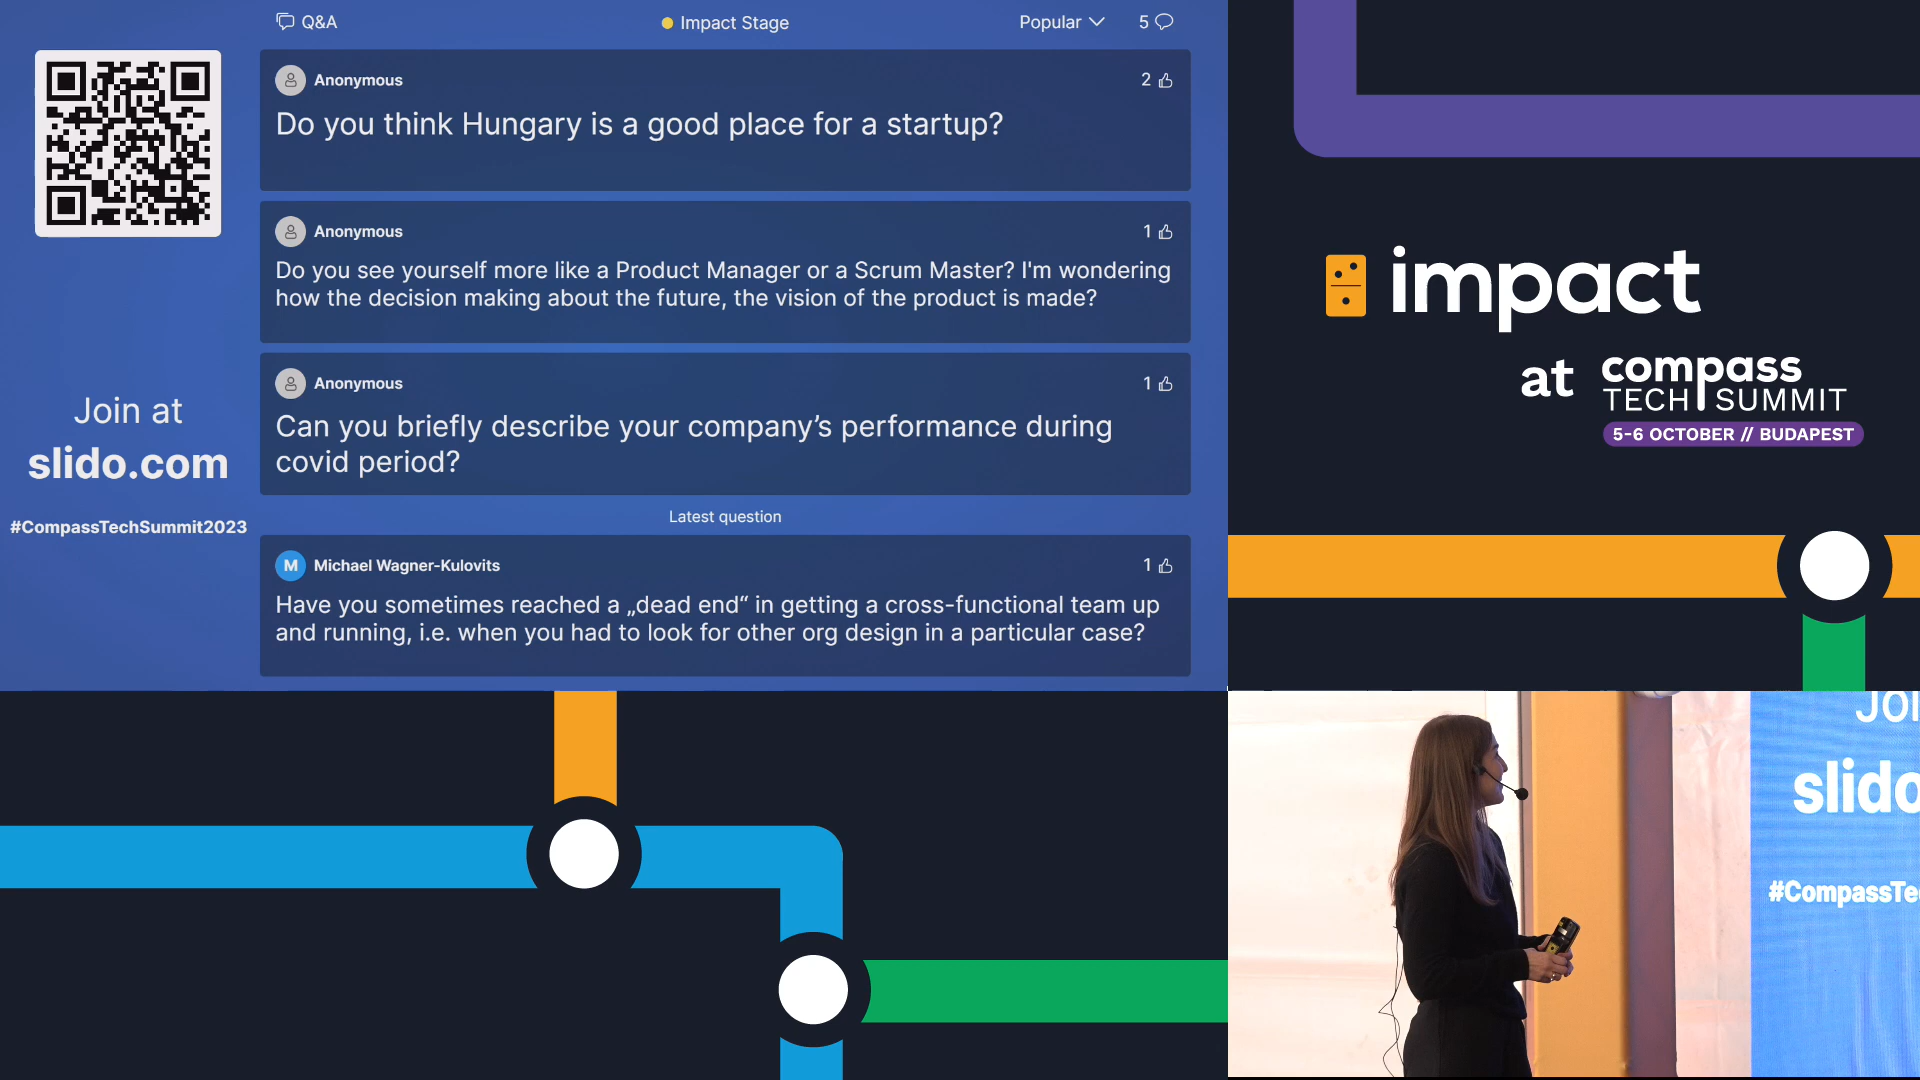 Q&A
Impact Stage
Popular
5
Anonymous
2
Do you think Hungary is a good place for a startup?
Anonymous
1
Do you see yourself more like a Product Manager or a Scrum Master? I'm wondering
how the decision making about the future, the vision of the product is made?
Anonymous
1
Can you briefly describe your company’s performance during
covid period?
Latest question
M
Michael Wagner-Kulovits
1
Have you sometimes reached a „dead end“ in getting a cross-functional team up
and running, i.e. when you had to look for other org design in a particular case?
Join at
slido.com
#CompassTechSummit2023
impact
at
compass
TECH SUMMIT
5-6 OCTOBER // BUDAPEST
Joi
slido
#CompassTe